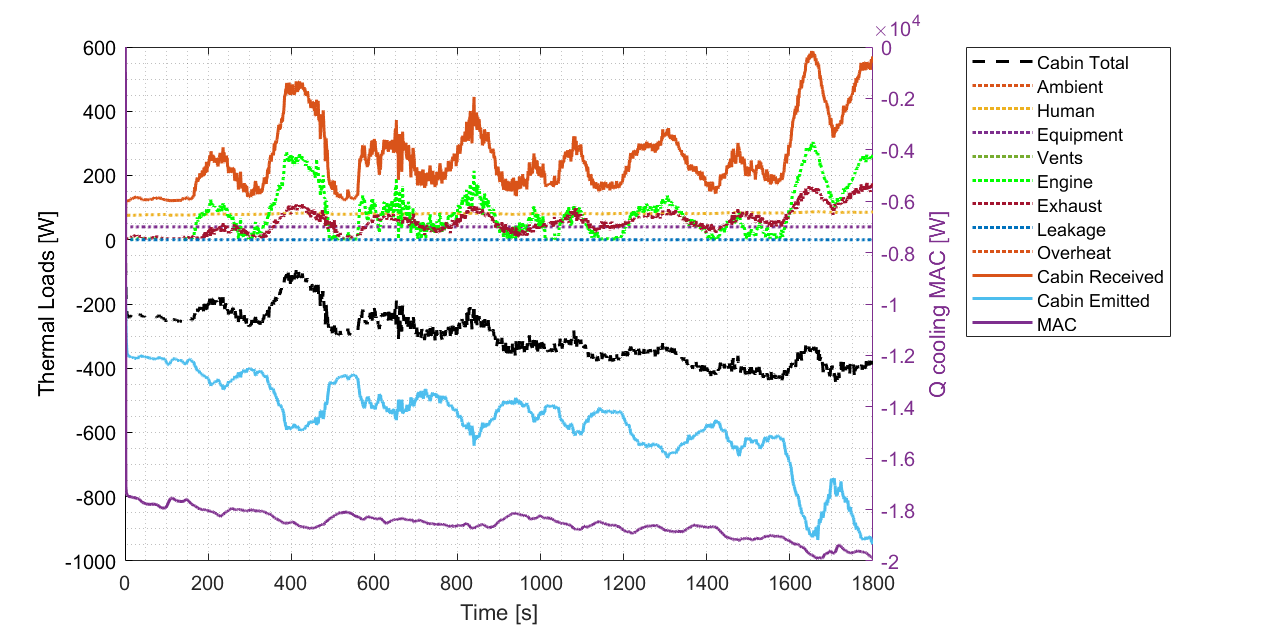 ×10⁴
600
400
200
0
-200
-400
-600
-800
-1000
Thermal Loads [W]
0
-0.2
-0.4
-0.6
-0.8
-1
-1.2
-1.4
-1.6
-1.8
-2
Q cooling MAC [W]
0 200 400 600 800 1000 1200 1400 1600 1800
Time [s]
Cabin Total
Ambient
Human
Equipment
Vents
Engine
Exhaust
Leakage
Overheat
Cabin Received
Cabin Emitted
MAC